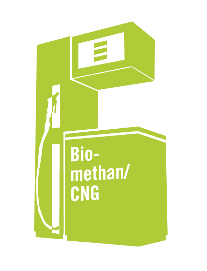 Bio-
methan/
CNG